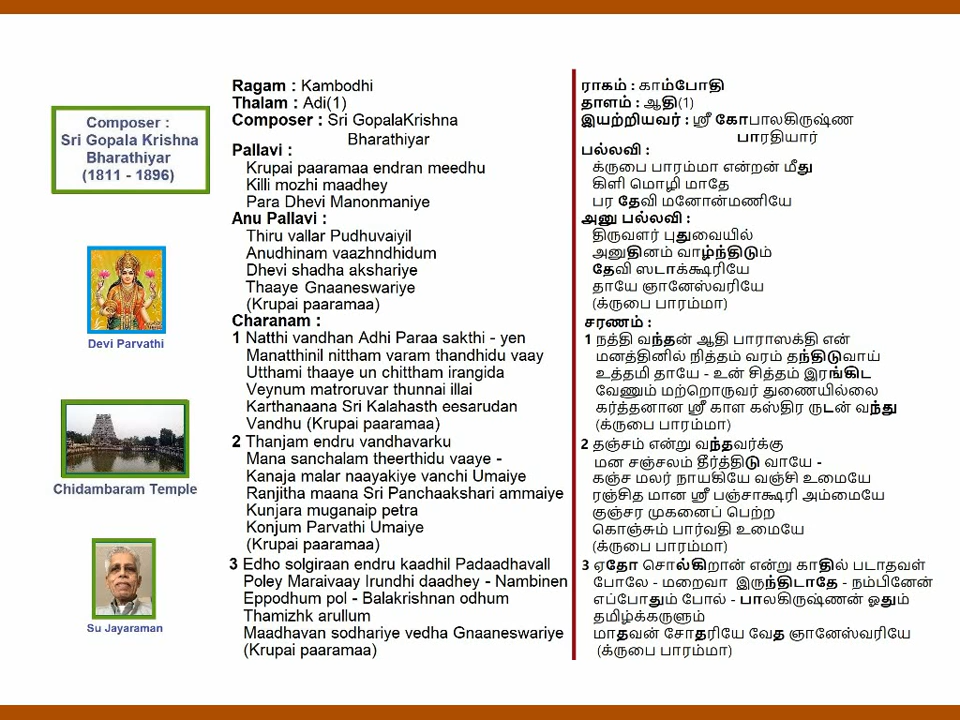 Composer :
Sri Gopala Krishna
Bharathiyar
(1811 - 1896)
Devi Parvathi
Chidambaram Temple
Su Jayaraman
Ragam : Kambodhi
Thalam : Adi(1)
Composer : Sri GopalaKrishna
Bharathiyar
Pallavi :
Krupai paaramaa endran meedhu
Killi mozhi maadhey
Para Dhevi Manonmaniye
Anu Pallavi :
Thiru vallar Pudhuvaiyil
Anudhinam vaazhndhidum
Dhevi shadha akshariye
Thaaye Gnaaneswariye
(Krupai paaramaa)
Charanam :
1 Natthi vandhan Adhi Paraa sakthi - yen
Manatthinil nittham varam thandhidu vaay
Utthami thaaye un chittham irangida
Veynum matroruvar thunnai illai
Karthanaana Sri Kalahasth eesarudan
Vandhu (Krupai paaramaa)
2 Thanjam endru vandhavarku
Mana sanchalam theerthidu vaaye -
Kanaja malar naayakiye vanchi Umaiye
Ranjitha maana Sri Panchaakshari ammaiye
Kunjara muganaip petra
Konjum Parvathi Umaiye
(Krupai paaramaa)
3 Edho solgiraan endru kaadhil Padaadhavall
Poley Maraivaay Irundhi daadhey - Nambinen
Eppodhum pol - Balakrishnan odhum
Thamizhk arullum
Maadhavan sodhariye vedha Gnaaneswariye
(Krupai paaramaa)
ராகம் : காம்போதி
தாளம் : ஆதி(1)
இயற்றியவர் : ஸ்ரீ கோபாலகிருஷ்ண
பாரதியார்
பல்லவி :
க்ருபை பாரம்மா என்றன் மீது
கிளி மொழி மாதே
பர தேவி மனோன்மணியே
அனு பல்லவி :
திருவளர் புதுவையில்
அனுதினம் வாழ்ந்திடும்
தேவி ஸடாக்க்ஷரியே
தாயே ஞானேஸ்வரியே
(க்ருபை பாரம்மா)
சரணம் :
1 நத்தி வந்தன் ஆதி பாராஸக்தி என்
மனத்தினில் நித்தம் வரம் தந்திடுவாய்
உத்தமி தாயே - உன் சித்தம் இரங்கிட
வேணும் மற்றொருவர் துணையில்லை
கர்த்தனான ஸ்ரீ காள கஸ்திர ருடன் வந்து
(க்ருபை பாரம்மா)
2 தஞ்சம் என்று வந்தவர்க்கு
மன சஞ்சலம் தீர்த்திடு வாயே -
கஞ்ச மலர் நாயகியே வஞ்சி உமையே
ரஞ்சித மான ஸ்ரீ பஞ்சாக்ஷரி அம்மையே
குஞ்சர முகனைப் பெற்ற
கொஞ்சும் பார்வதி உமையே
(க்ருபை பாரம்மா)
3 ஏதோ சொல்கிறான் என்று காதில் படாதவள்
போலே - மறைவா இருந்திடாதே - நம்பினேன்
எப்போதும் போல் - பாலகிருஷ்ணன் ஓதும்
தமிழ்க்கருளும்
மாதவன் சோதரியே வேத ஞானேஸ்வரியே
(க்ருபை பாரம்மா)